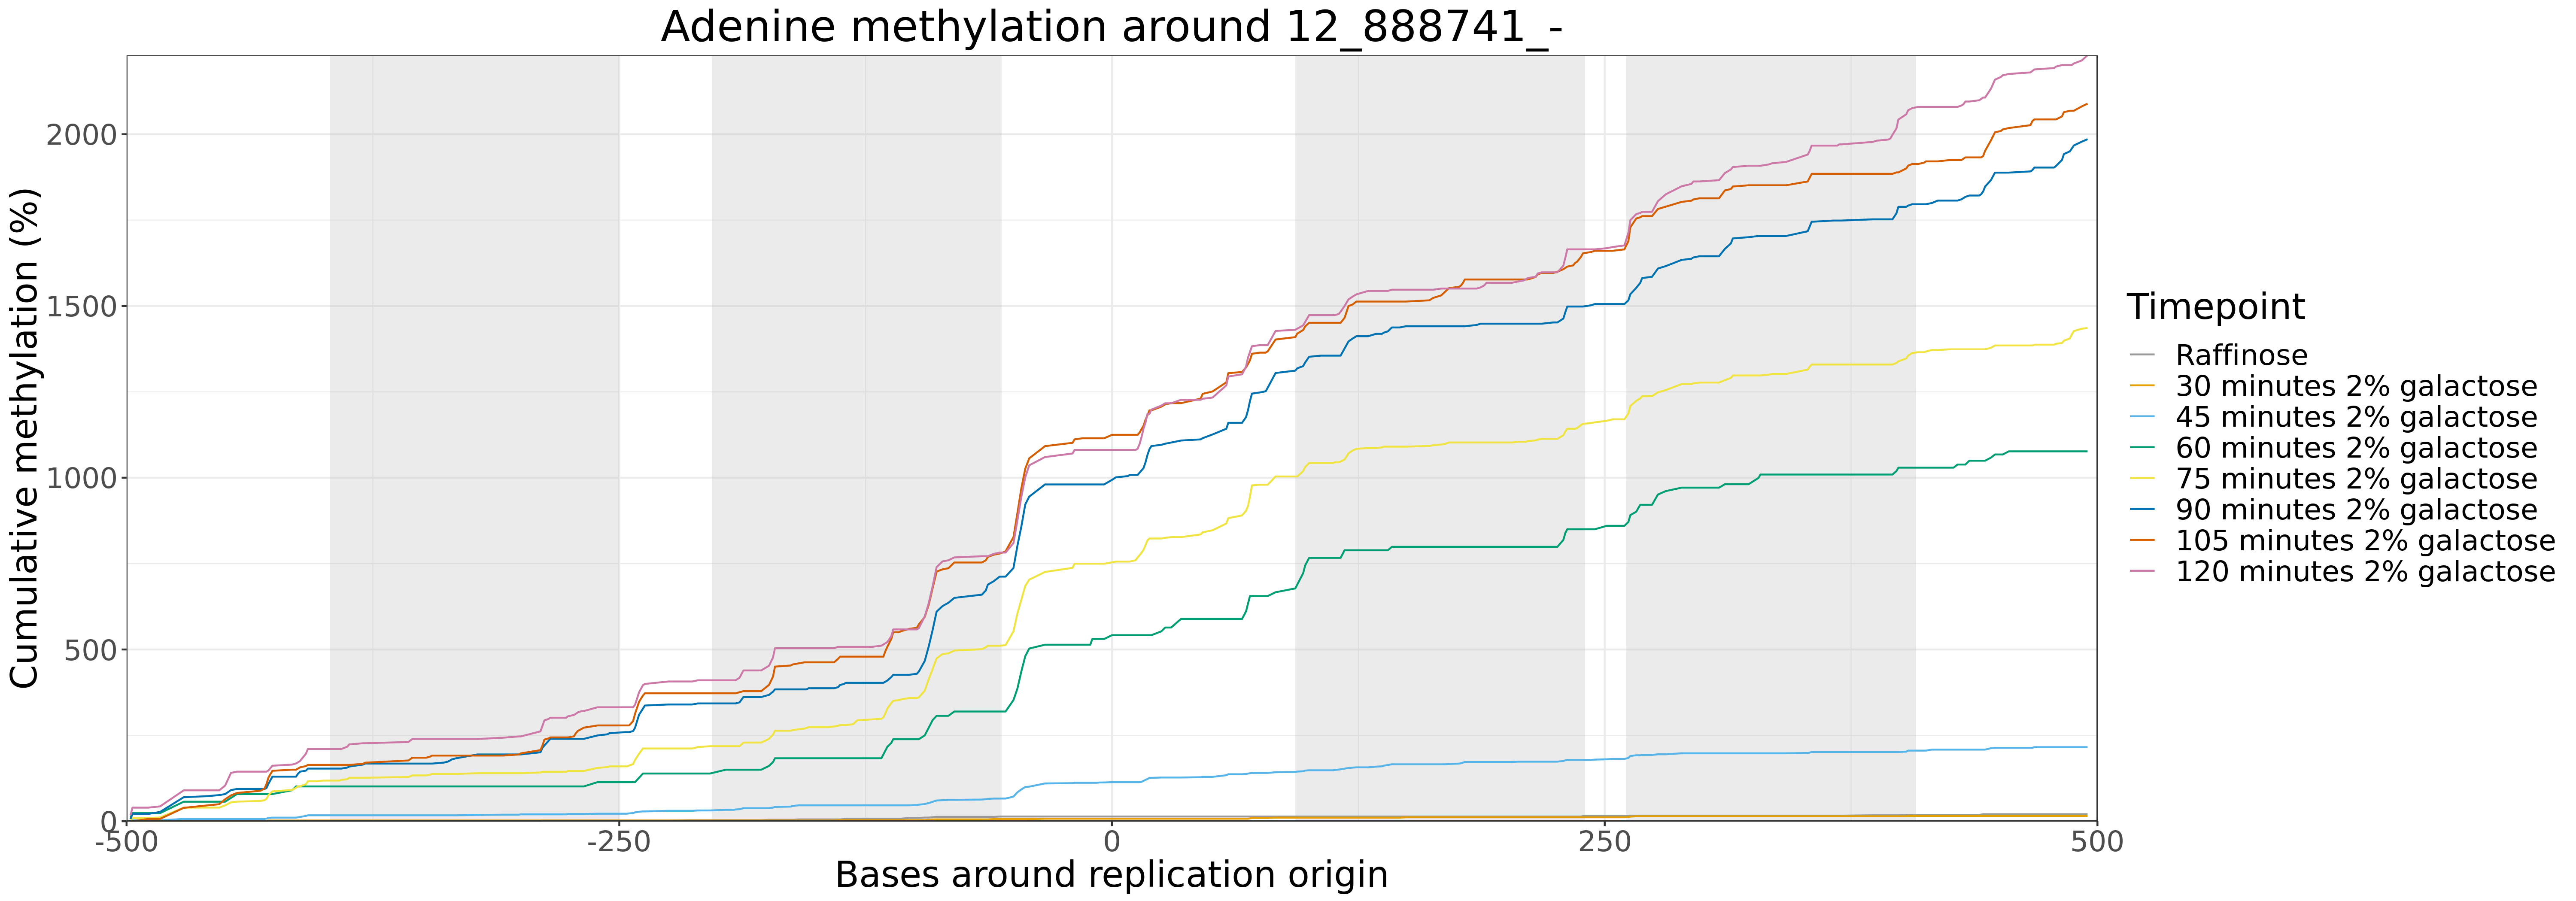 Adenine methylation around 12_888741_-
Cumulative methylation (%)
2000
1500
1000
500
0
-500
-250
0
250
500
Bases around replication origin
Timepoint
Raffinose
30 minutes 2% galactose
45 minutes 2% galactose
60 minutes 2% galactose
75 minutes 2% galactose
90 minutes 2% galactose
105 minutes 2% galactose
120 minutes 2% galactose